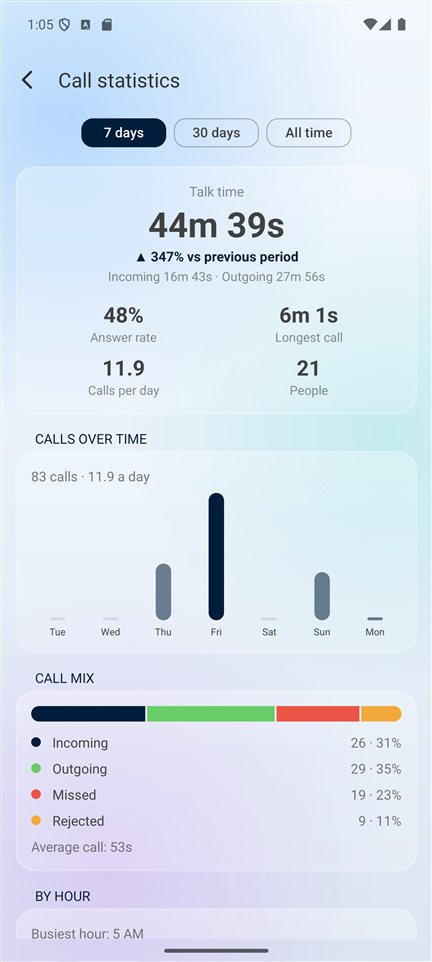 1:05
Call statistics
7 days 30 days All time
Talk time
44m 39s
▲ 347% vs previous period
Incoming 16m 43s · Outgoing 27m 56s
48% 6m 1s
Answer rate Longest call
11.9 21
Calls per day People
CALLS OVER TIME
83 calls · 11.9 a day
Tue Wed Thu Fri Sat Sun Mon
CALL MIX
Incoming 26 · 31%
Outgoing 29 · 35%
Missed 19 · 23%
Rejected 9 · 11%
Average call: 53s
BY HOUR
Busiest hour: 5 AM